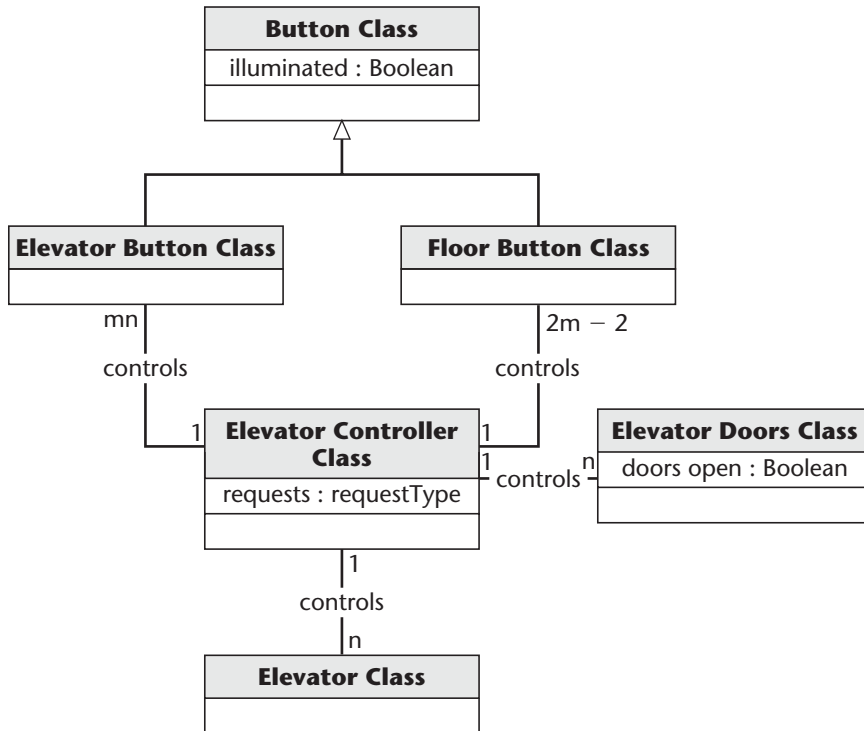 Button Class
illuminated : Boolean
Elevator Button Class
Floor Button Class
mn
2m − 2
controls
controls
1
Elevator Controller
Class
1
1
controls
n
Elevator Doors Class
doors open : Boolean
requests : requestType
1
controls
n
Elevator Class